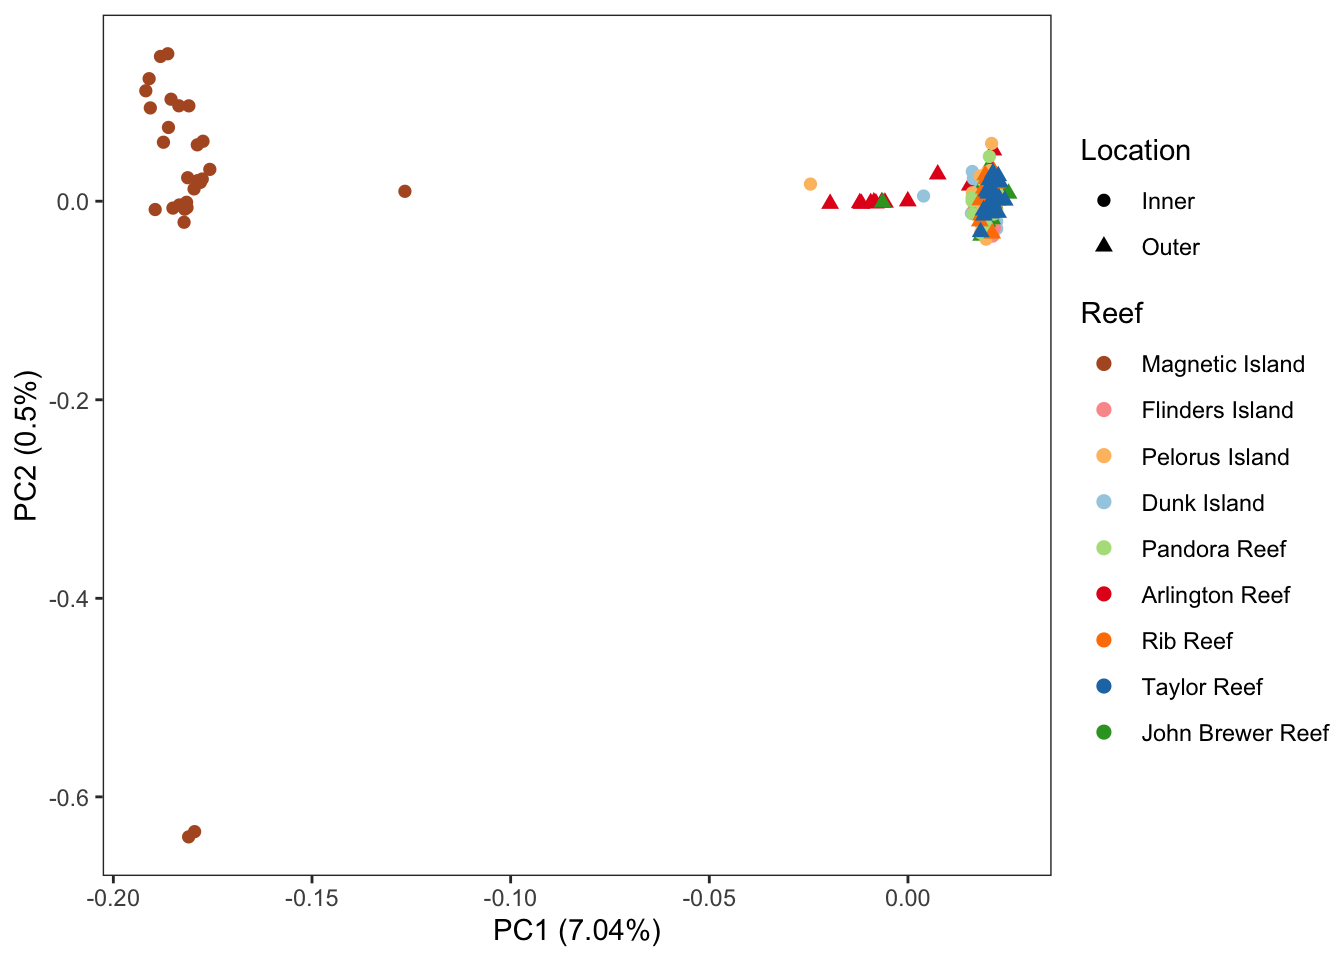 0.0
-0.2
-0.4
-0.6
PC2 (0.5%)
-0.20
-0.15
-0.10
-0.05
0.00
PC1 (7.04%)
Location
Inner
Outer
Reef
Magnetic Island
Flinders Island
Pelorus Island
Dunk Island
Pandora Reef
Arlington Reef
Rib Reef
Taylor Reef
John Brewer Reef